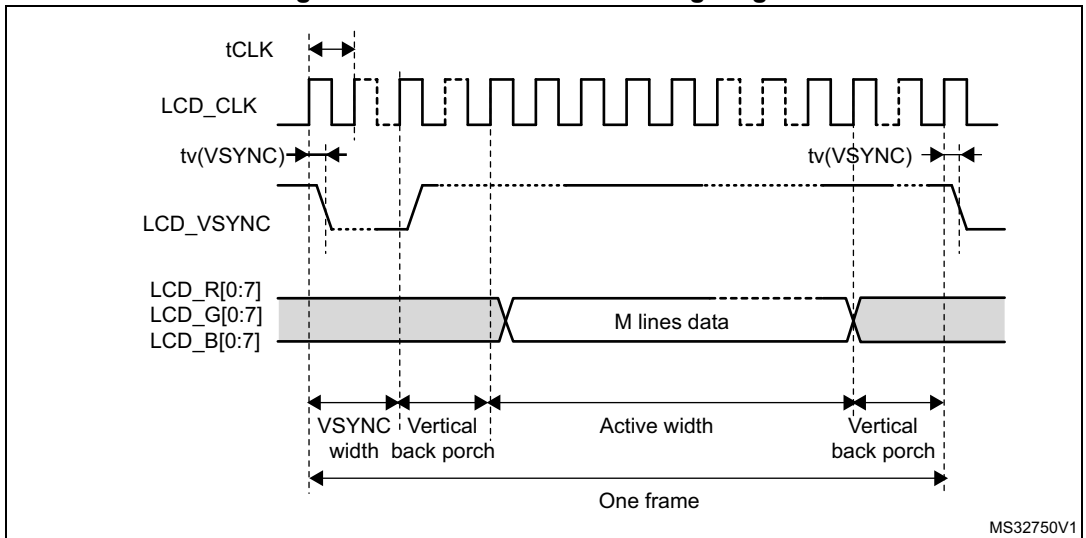 tCLK
LCD_CLK
tv(VSYNC)
tv(VSYNC)
LCD_VSYNC
LCD_R[0:7]
LCD_G[0:7]
LCD_B[0:7]
M lines data
VSYNC width
Vertical back porch
Active width
Vertical back porch
One frame
MS32750V1